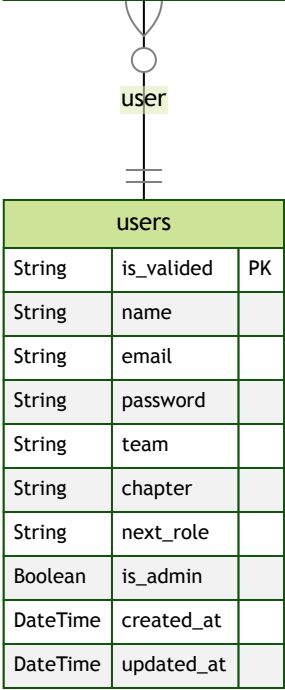 user
users
String is_valided PK
String name
String email
String password
String team
String chapter
String next_role
Boolean is_admin
DateTime created_at
DateTime updated_at